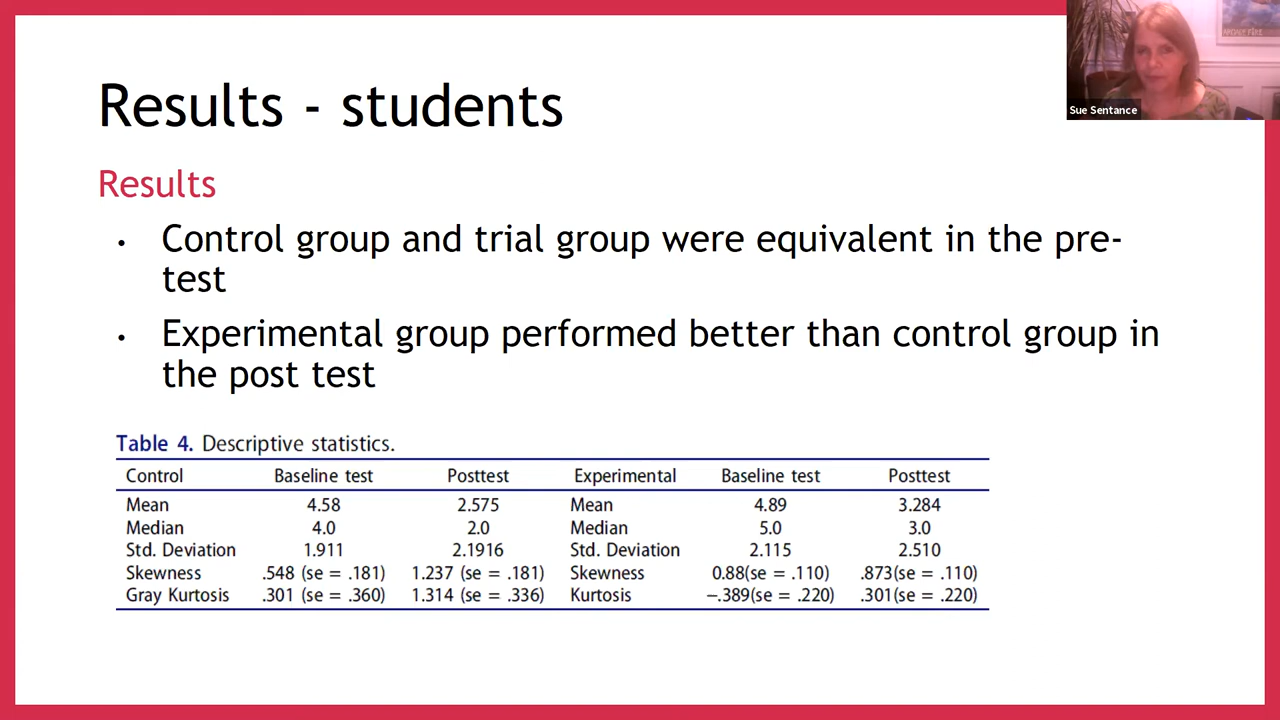 Results - students
Results
• Control group and trial group were equivalent in the pre-
test
• Experimental group performed better than control group in
the post test
Table 4. Descriptive statistics.
Control Baseline test Posttest Experimental Baseline test Posttest
Mean 4.58 2.575 Mean 4.89 3.284
Median 4.0 2.0 Median 5.0 3.0
Std. Deviation 1.911 2.1916 Std. Deviation 2.115 2.510
Skewness .548 (se = .181) 1.237 (se = .181) Skewness 0.88(se = .110) .873(se = .110)
Gray Kurtosis .301 (se = .360) 1.314 (se = .336) Kurtosis –.389(se = .220) .301(se = .220)
Sue Sentance